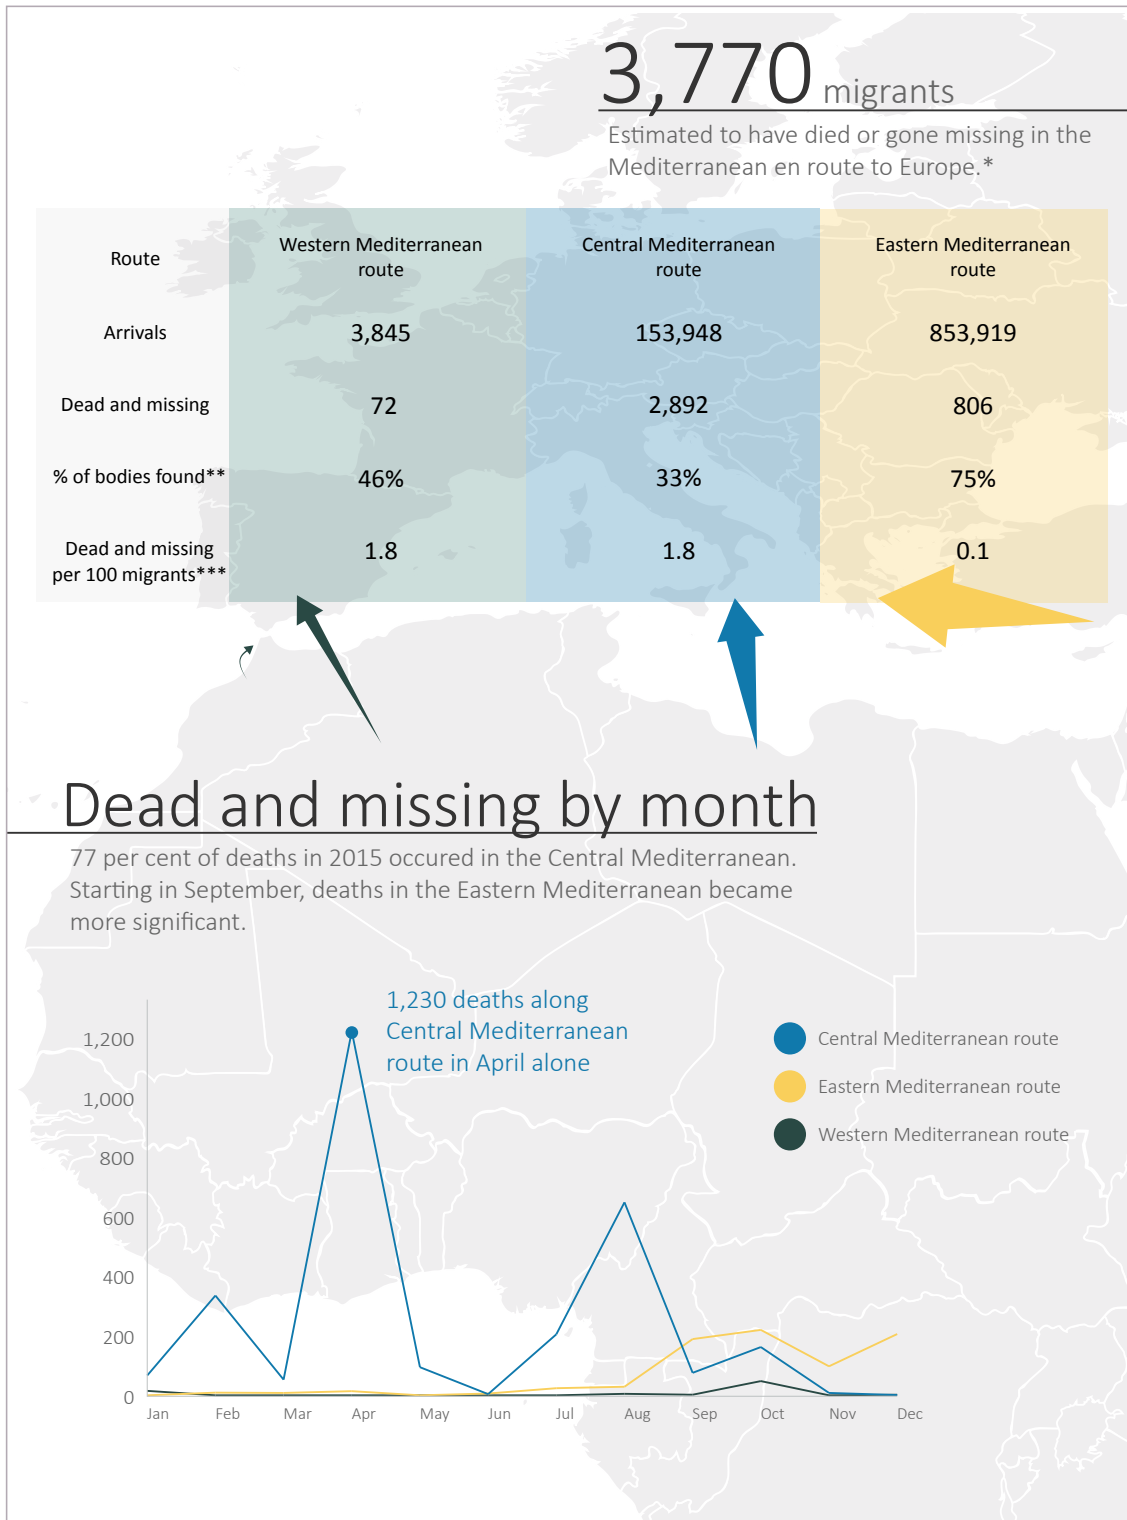 3,770 migrants
Estimated to have died or gone missing in the
Mediterranean en route to Europe.*
Route
Western Mediterranean
route
Central Mediterranean
route
Eastern Mediterranean
route
Arrivals
3,845
153,948
853,919
Dead and missing
72
2,892
806
% of bodies found**
46%
33%
75%
Dead and missing
per 100 migrants***
1.8
1.8
0.1
Dead and missing by month
77 per cent of deaths in 2015 occured in the Central Mediterranean.
Starting in September, deaths in the Eastern Mediterranean became
more significant.
1,230 deaths along
Central Mediterranean
route in April alone
Central Mediterranean route
Eastern Mediterranean route
Western Mediterranean route
1,200
1,000
800
600
400
200
0
Jan Feb Mar Apr May Jun Jul Aug Sep Oct Nov Dec